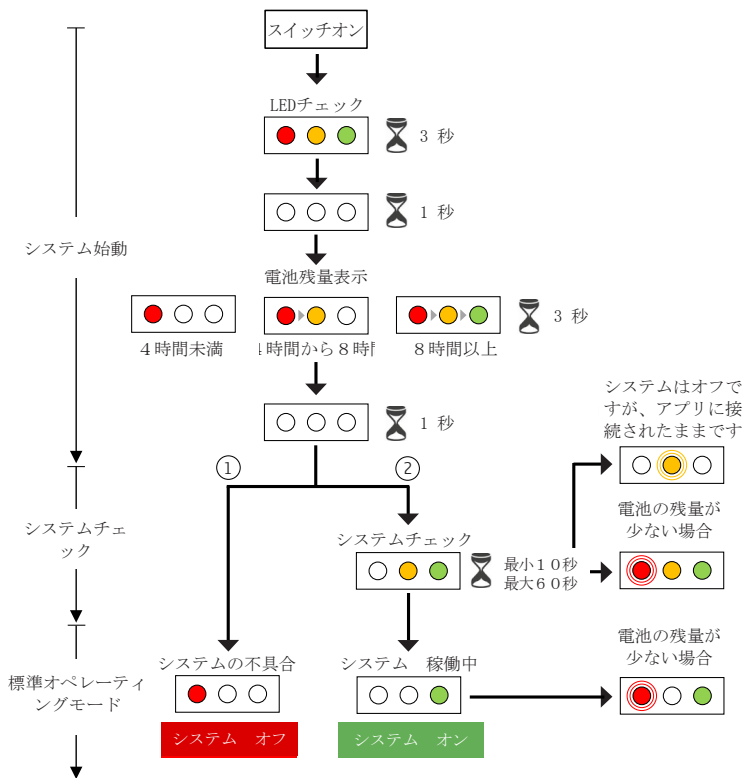 スイッチオン
LEDチェック
3 秒
1 秒
システム始動
電池残量表示
3 秒
4時間未満
時間から8時
8時間以上
1 秒
システムはオフで
すが、アプリに接
続されたままです
①
②
電池の残量が
少ない場合
システムチェ
ック
システムチェック
最小10秒
最大60秒
電池の残量が
少ない場合
標準オペレーティ
ングモード
システムの不具合
システム 稼働中
システム オフ
システム オン